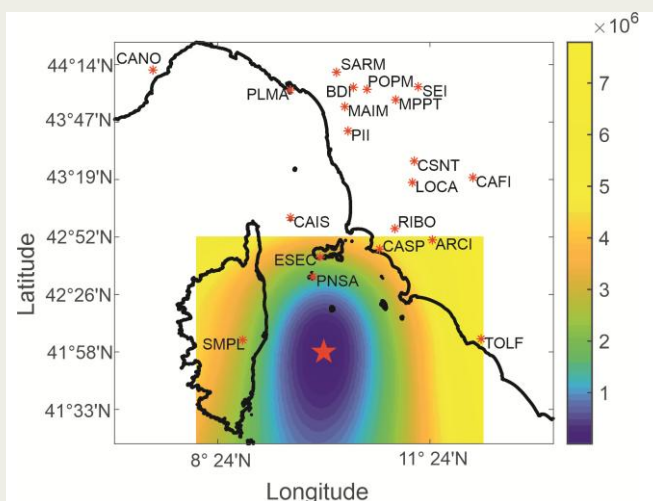 ×10⁶
44°14'N
43°47'N
43°19'N
42°52'N
42°26'N
41°58'N
41°33'N
Latitude
CANO
SARM
PLMA
BDI
POPM
SEI
MAIM
MPPT
PII
CSNT
LOCA
CAFI
CAIS
RIBO
CASP
ARCI
ESEC
PNSA
SMPL
TOLF
7
6
5
4
3
2
1
8° 24'N
11° 24'N
Longitude